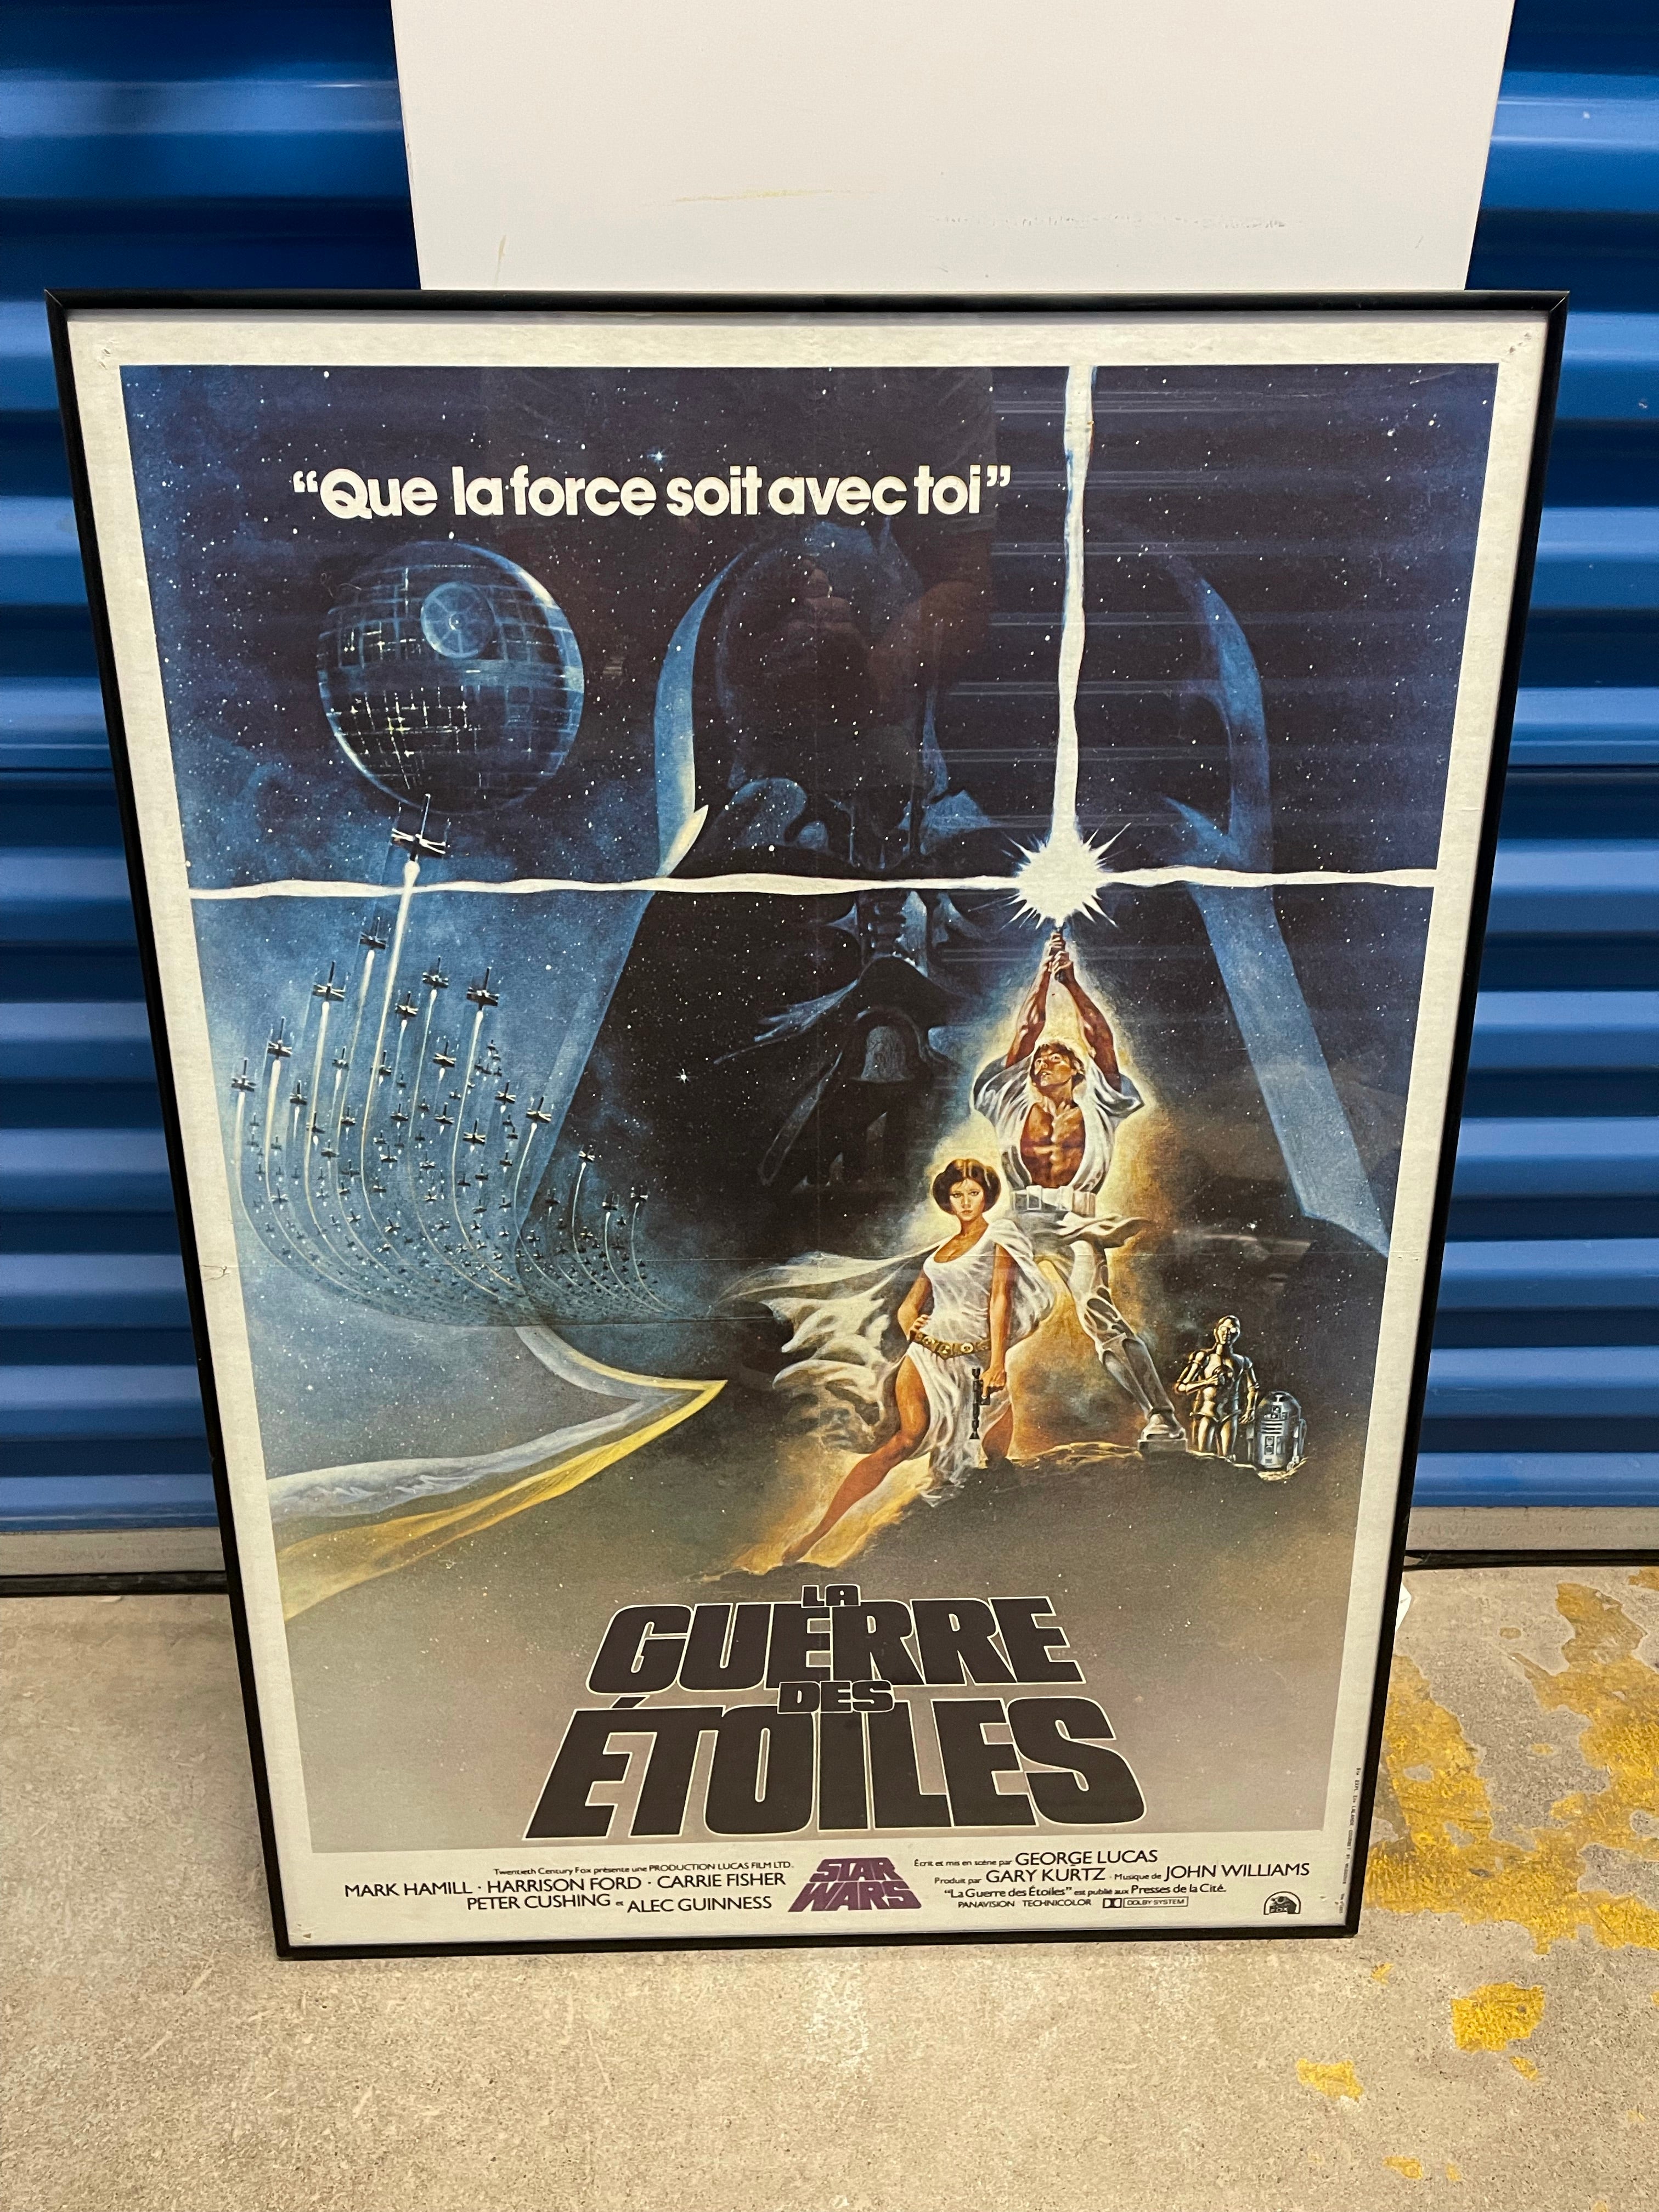 “Que la force soit avec toi”
LA
GUERRE
DES
ÉTOILES
Twentieth Century Fox présente une PRODUCTION LUCAS FILM LTD.
MARK HAMILL · HARRISON FORD · CARRIE FISHER
PETER CUSHING et ALEC GUINNESS
STAR
WARS
Écrit et mis en scène par GEORGE LUCAS
Produit par GARY KURTZ · Musique de JOHN WILLIAMS
“La Guerre des Étoiles” est publié aux Presses de la Cité.
PANAVISION TECHNICOLOR DOLBY SYSTEM